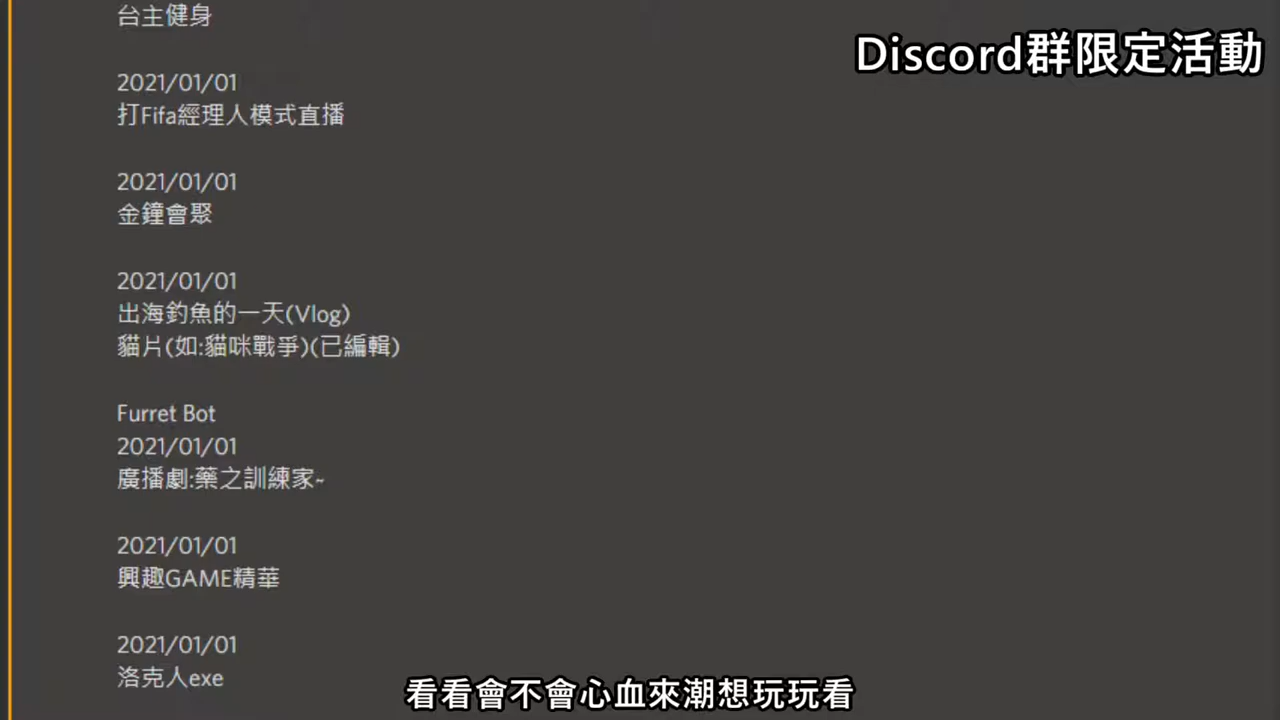 台主健身
Discord群限定活動
2021/01/01
打Fifa經理人模式直播
2021/01/01
金鐘會聚
2021/01/01
出海釣魚的一天(Vlog)
貓片(如:貓咪戰爭)(已編輯)
Furret Bot
2021/01/01
廣播劇:藥之訓練家~
2021/01/01
興趣GAME精華
2021/01/01
洛克人exe
看看會不會心血來潮想玩玩看